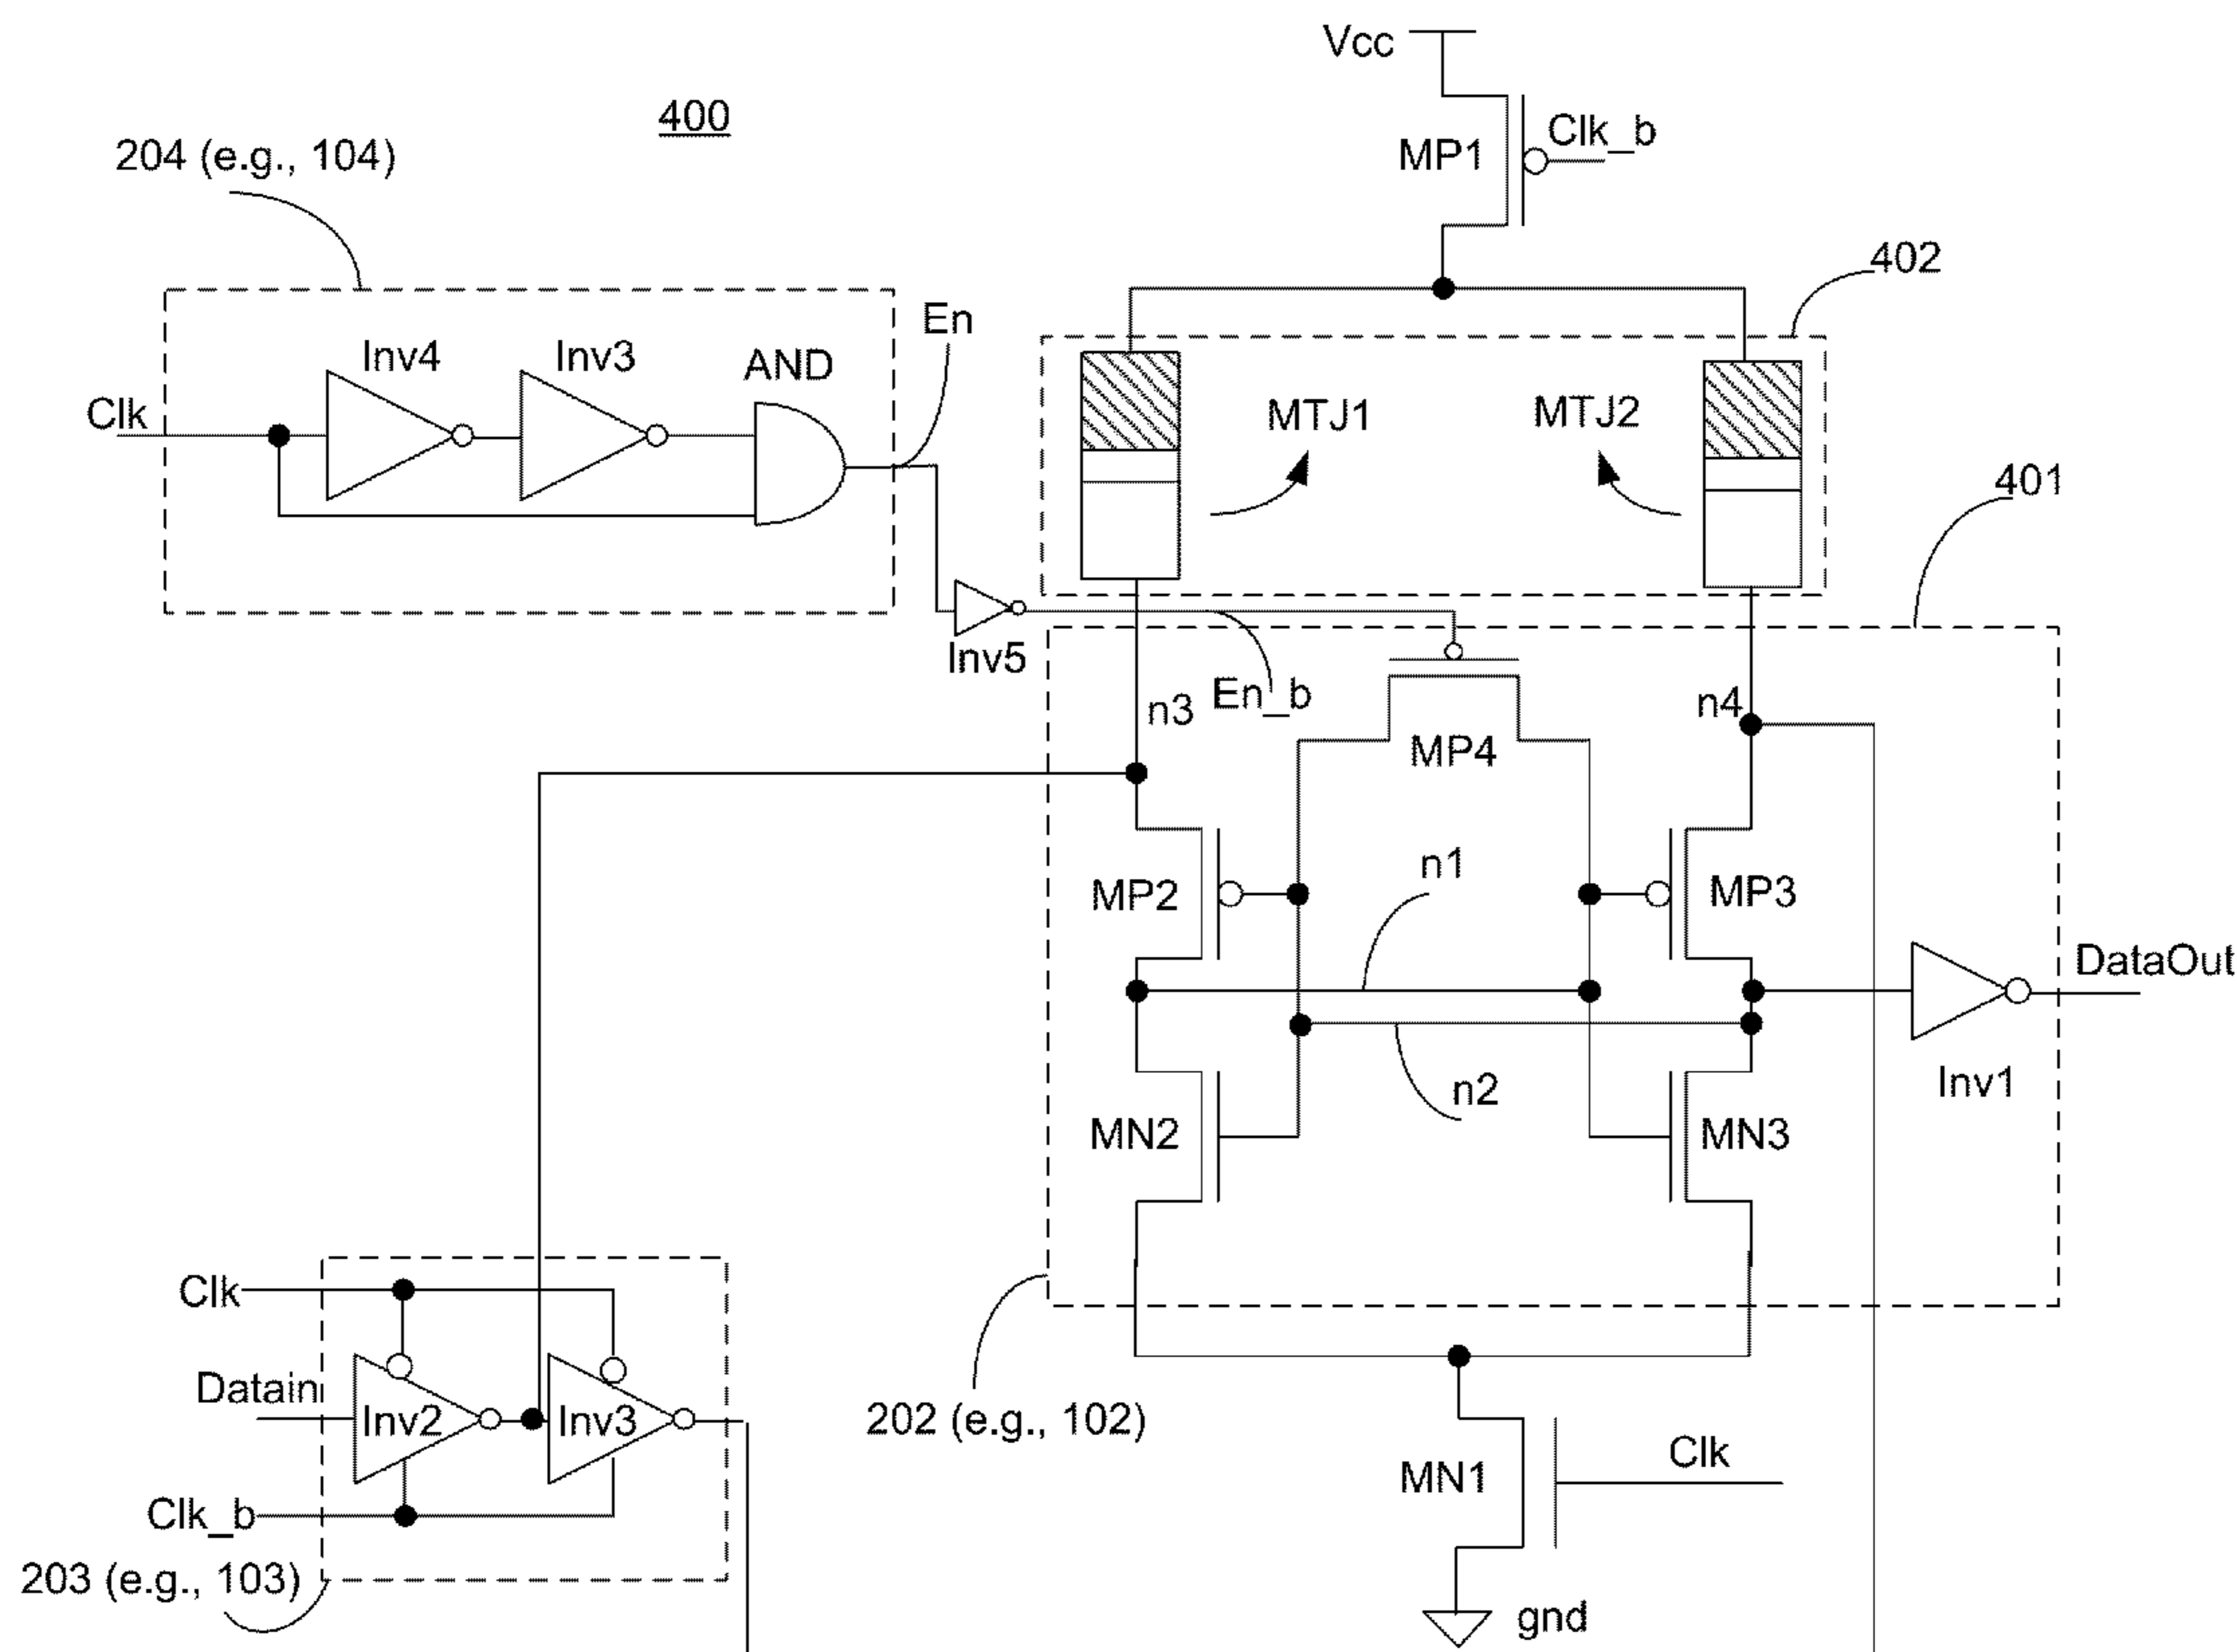 Vcc
400
Clk_b
MP1
204 (e.g., 104)
402
En
Inv4
Inv3
AND
Clk
MTJ1
MTJ2
401
Inv5
En_b
n3
n4
MP4
n1
MP2
MP3
DataOut
n2
Inv1
MN2
MN3
Clk
Datain
Inv2
Inv3
Clk_b
202 (e.g., 102)
Clk
MN1
203 (e.g., 103)
gnd